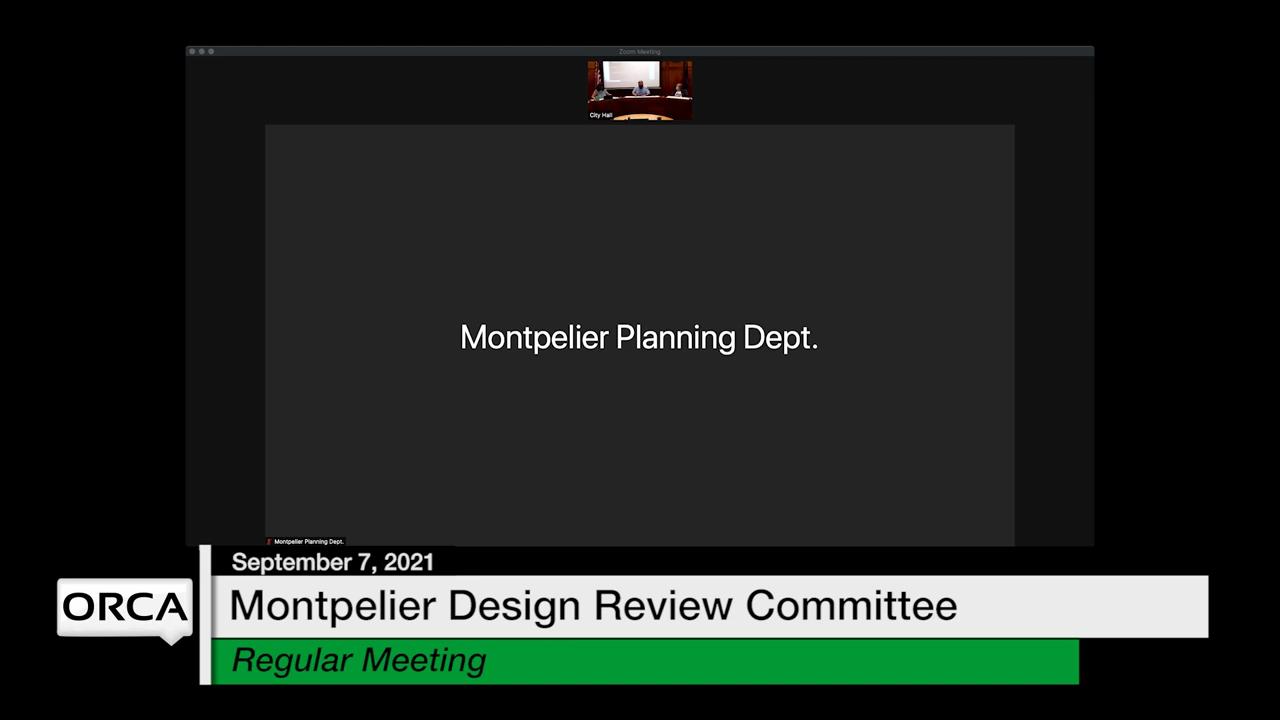 Zoom Meeting
City Hall
Montpelier Planning Dept.
Montpelier Planning Dept.
September 7, 2021
ORCA
Montpelier Design Review Committee
Regular Meeting